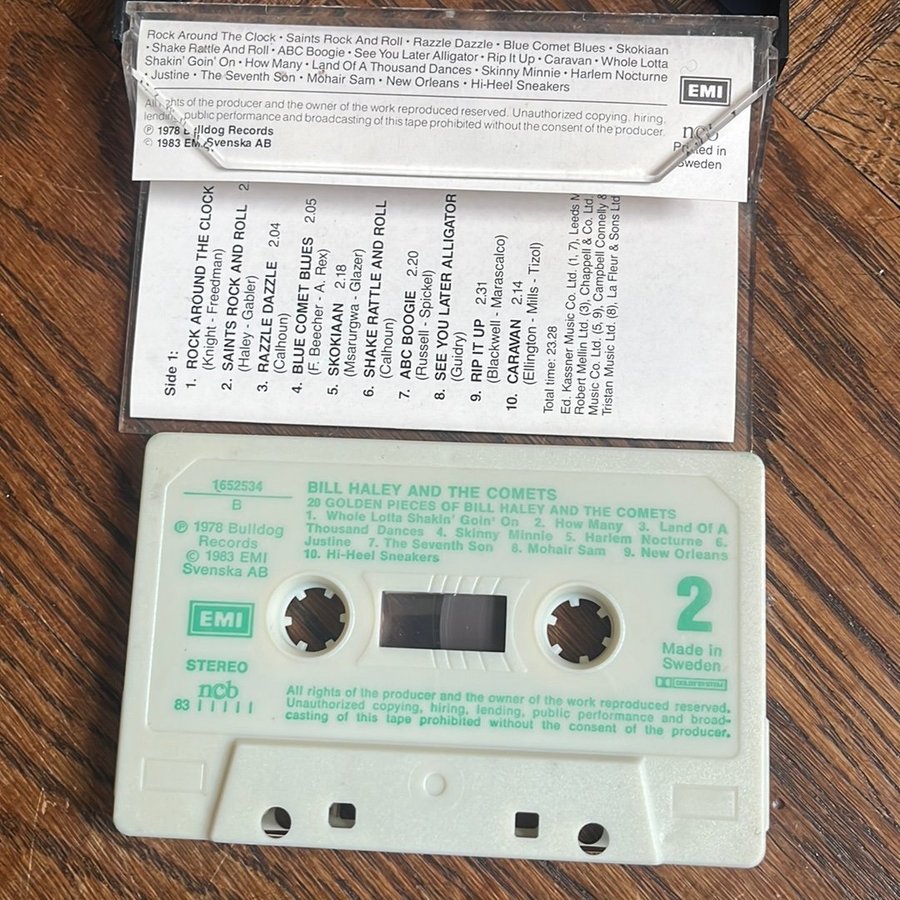 Rock Around The Clock • Saints Rock And Roll • Razzle Dazzle • Blue Comet Blues • Skokiaan
• Shake Rattle And Roll • ABC Boogie • See You Later Alligator • Rip It Up • Caravan • Whole Lotta
Shakin' Goin' On • How Many • Land Of A Thousand Dances • Skinny Minnie • Harlem Nocturne
• Justine • The Seventh Son • Mohair Sam • New Orleans • Hi-Heel Sneakers
EMI
All rights of the producer and the owner of the work reproduced reserved. Unauthorized copying, hiring,
lending, public performance and broadcasting of this tape prohibited without the consent of the producer.
℗ 1978 Bulldog Records
© 1983 EMI Svenska AB
ncb
Printed in
Sweden
Side 1:
1. ROCK AROUND THE CLOCK
(Knight - Freedman)
2. SAINTS ROCK AND ROLL 2.
(Haley - Gabler)
3. RAZZLE DAZZLE 2.04
(Calhoun)
4. BLUE COMET BLUES 2.05
(F. Beecher - A. Rex)
5. SKOKIAAN 2.18
(Msarurgwa - Glazer)
6. SHAKE RATTLE AND ROLL
(Calhoun)
7. ABC BOOGIE 2.20
(Russell - Spickel)
8. SEE YOU LATER ALLIGATOR
(Guidry)
9. RIP IT UP 2.31
(Blackwell - Marascalco)
10. CARAVAN 2.14
(Ellington - Mills - Tizol)
Total time: 23.28
Ed. Kassner Music Co. Ltd. (1, 7), Leeds
Robert Mellin Ltd. (3), Chappell & Co. Ltd.
Music Co. Ltd. (5, 9), Campbell Connelly &
Tristan Music Ltd. (8), La Fleur & Sons Ltd
1652534
B
℗ 1978 Bulldog
Records
© 1983 EMI
Svenska AB
EMI
STEREO
ncb
83 | | | | |
BILL HALEY AND THE COMETS
20 GOLDEN PIECES OF BILL HALEY AND THE COMETS
1. Whole Lotta Shakin' Goin' On 2. How Many 3. Land Of A
Thousand Dances 4. Skinny Minnie 5. Harlem Nocturne 6.
Justine 7. The Seventh Son 8. Mohair Sam 9. New Orleans
10. Hi-Heel Sneakers
2
Made in
Sweden
DOLBY SYSTEM
All rights of the producer and the owner of the work reproduced reserved.
Unauthorized copying, hiring, lending, public performance and broad-
casting of this tape prohibited without the consent of the producer.